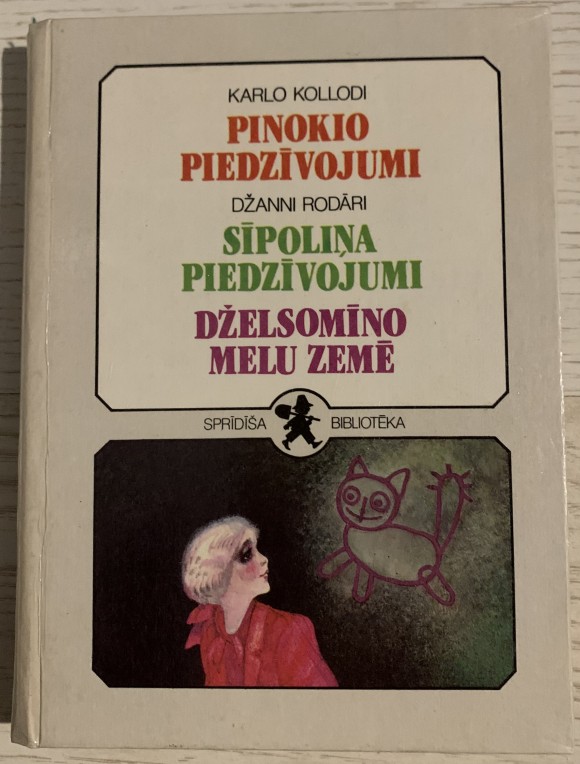 KARLO KOLLODI
PINOKIO
PIEDZĪVOJUMI
DŽANNI RODĀRI
SĪPOLIŅA
PIEDZĪVOJUMI
DŽELSOMĪNO
MELU ZEMĒ
SPRĪDĪŠA BIBLIOTĒKA